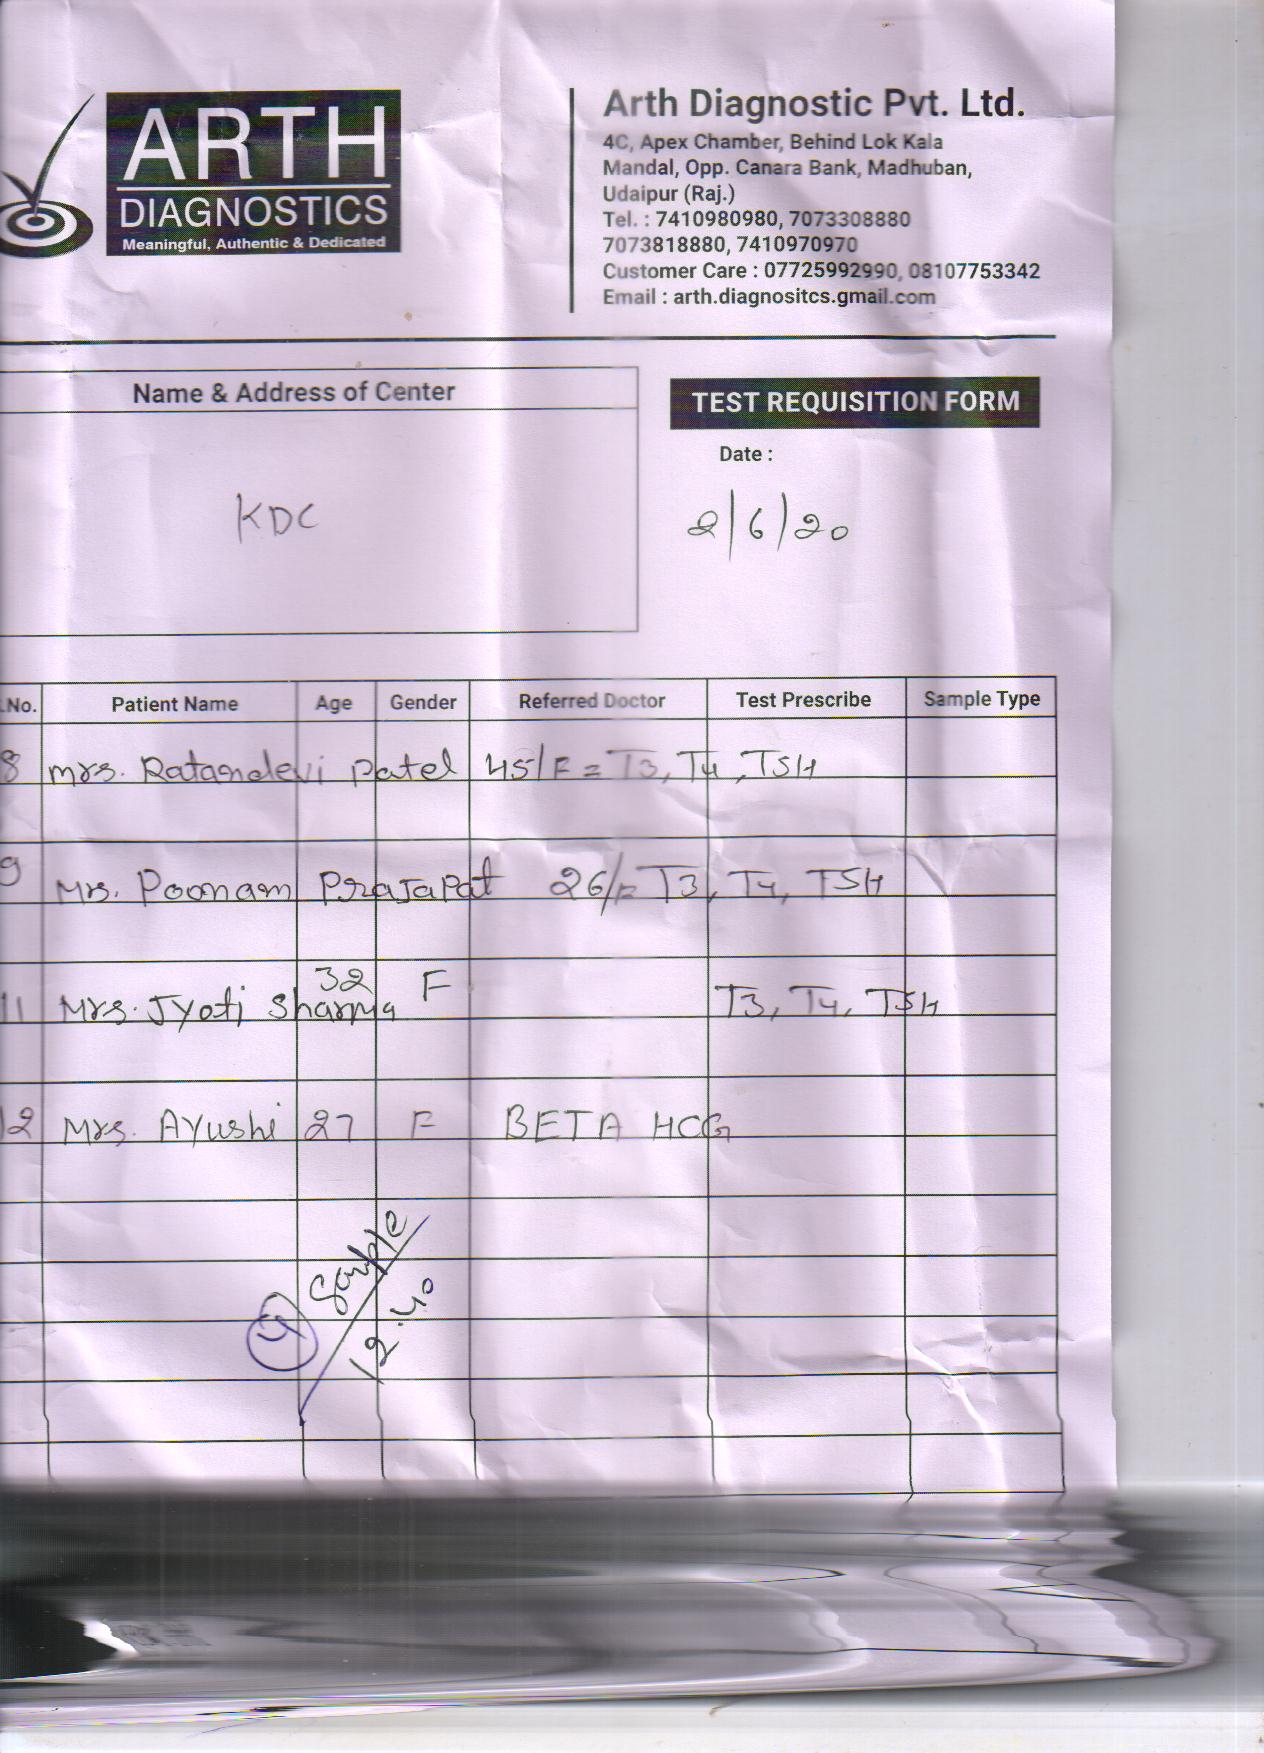 ARTH
DIAGNOSTICS
Meaningful, Authentic & Dedicated
Arth Diagnostic Pvt. Ltd.
4C, Apex Chamber, Behind Lok Kala
Mandal, Opp. Canara Bank, Madhuban,
Udaipur (Raj.)
Tel. : 7410980980, 7073308880
7073818880, 7410970970
Customer Care : 07725992990, 08107753342
Email : arth.diagnositcs.gmail.com
Name & Address of Center
KDC
TEST REQUISITION FORM
Date :
2/6/20
.No. Patient Name Age Gender Referred Doctor Test Prescribe Sample Type
8 Mrs. Ratandevi Patel 45/F = T3, T4, TSH
9 Mrs. Poonam Prajapat 26/F T3, T4, TSH
11 Mrs. Jyoti Sharma 32 F T3, T4, TSH
12 Mrs. Ayushi 27 F BETA HCG
4 Sample
12.40